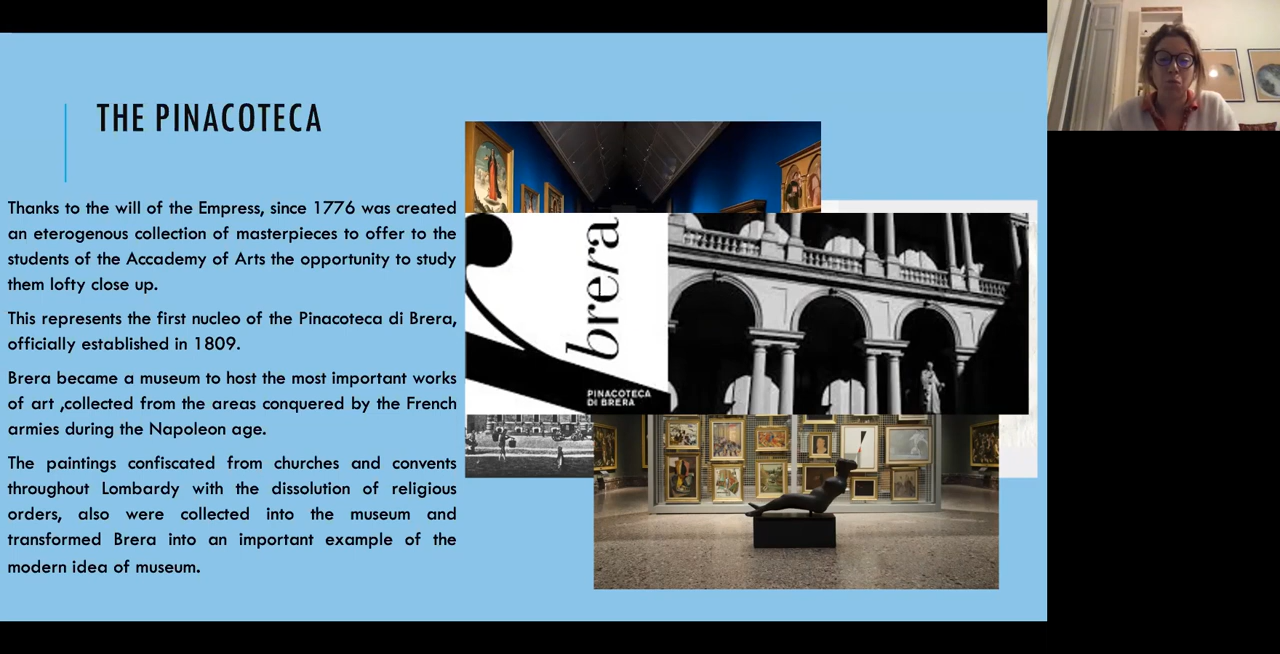 THE PINACOTECA
Thanks to the will of the Empress, since 1776 was created
an eterogenous collection of masterpieces to offer to the
students of the Accademy of Arts the opportunity to study
them lofty close up.
This represents the first nucleo of the Pinacoteca di Brera,
officially established in 1809.
Brera became a museum to host the most important works
of art ,collected from the areas conquered by the French
armies during the Napoleon age.
The paintings confiscated from churches and convents
throughout Lombardy with the dissolution of religious
orders, also were collected into the museum and
transformed Brera into an important example of the
modern idea of museum.
brera
PINACOTECA
DI BRERA